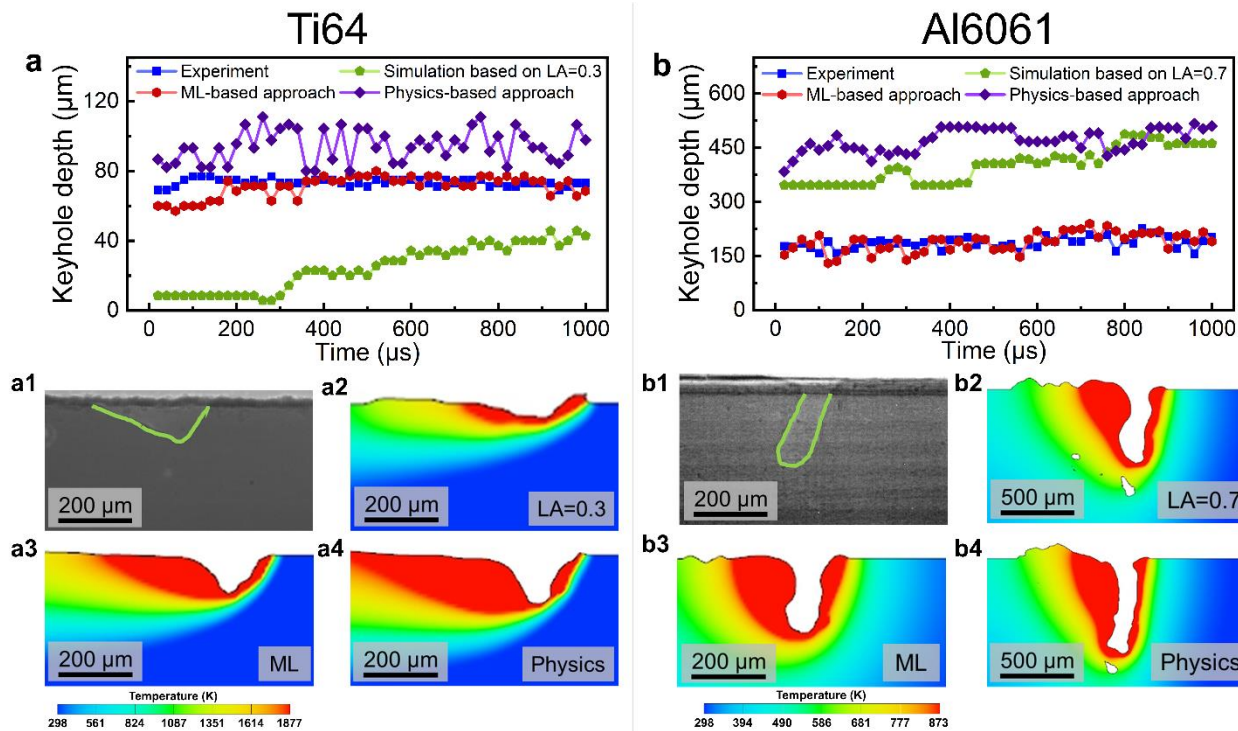 Ti64
a
Experiment
Simulation based on LA=0.3
ML-based approach
Physics-based approach
Keyhole depth (µm)
120
80
40
0
0 200 400 600 800 1000
Time (µs)
a1
200 µm
a2
200 µm
LA=0.3
a3
200 µm
ML
a4
200 µm
Physics
Temperature (K)
298 561 824 1087 1351 1614 1877
Al6061
b
Experiment
Simulation based on LA=0.7
ML-based approach
Physics-based approach
Keyhole depth (µm)
600
450
300
150
0
0 200 400 600 800 1000
Time (µs)
b1
200 µm
b2
500 µm
LA=0.7
b3
200 µm
ML
b4
500 µm
Physics
Temperature (K)
298 394 490 586 681 777 873